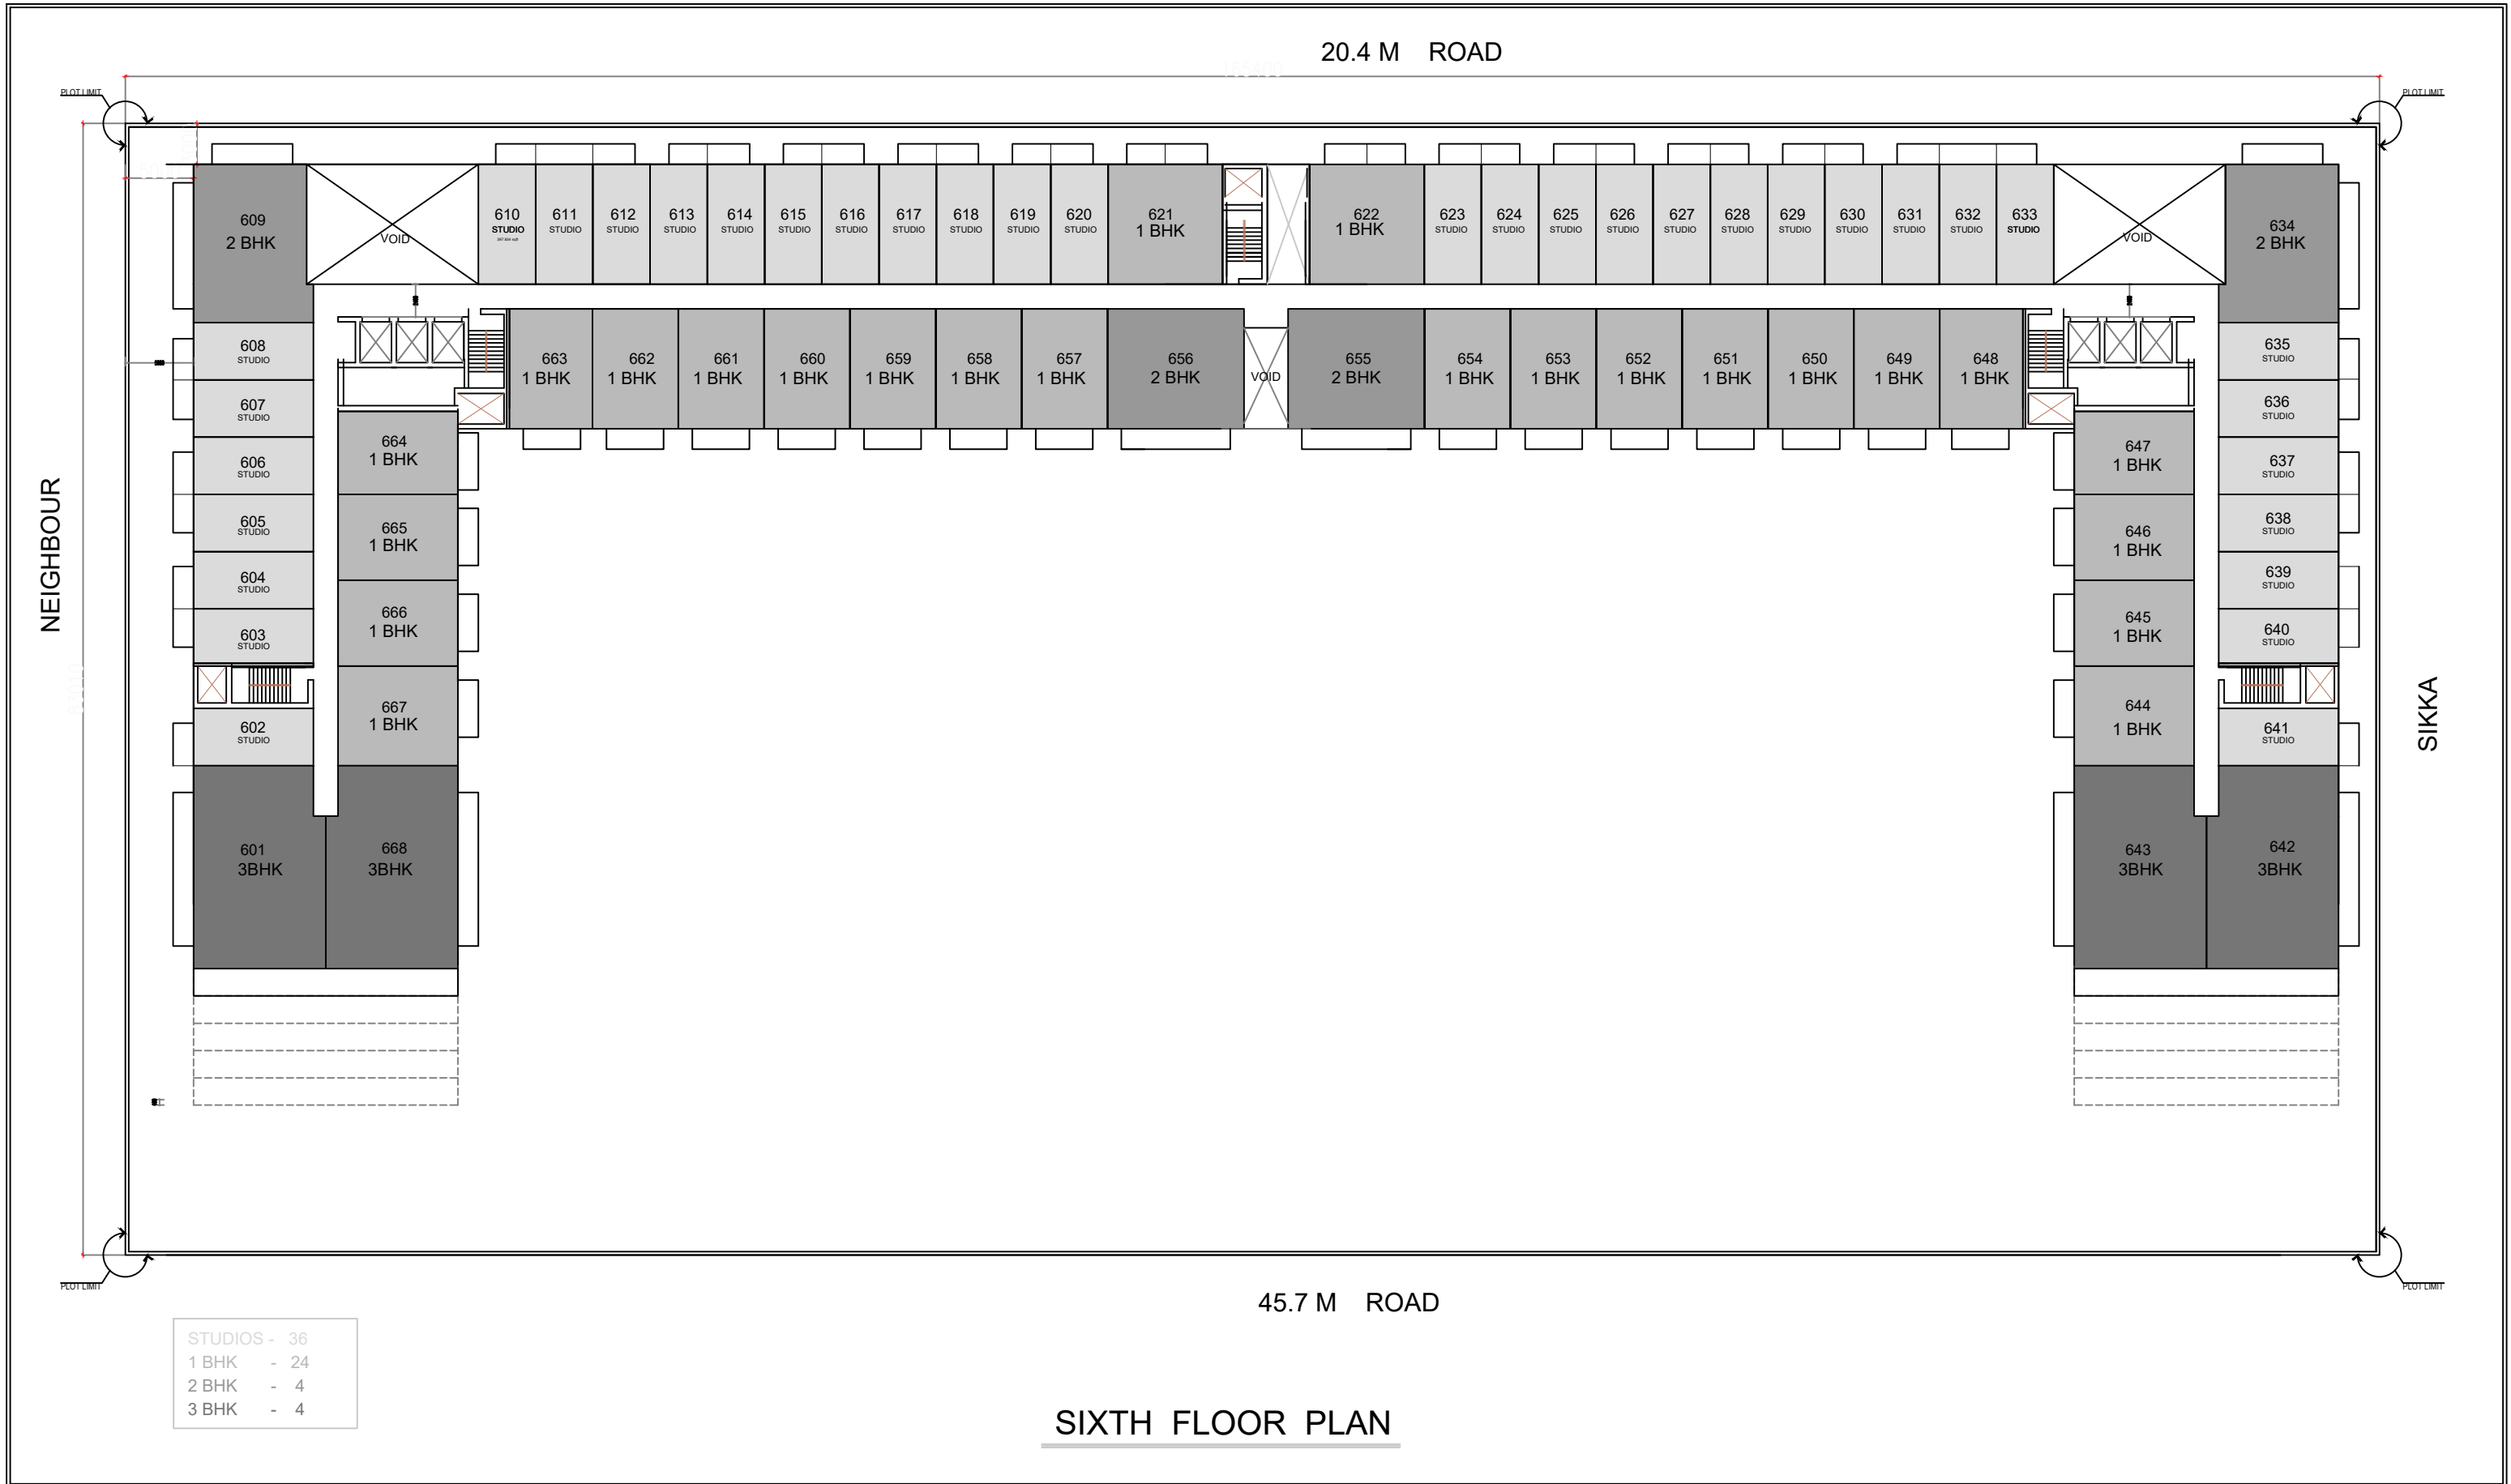 20.4 M ROAD
PLOT LIMIT
PLOT LIMIT
609
2 BHK
VOID
610
STUDIO
611
STUDIO
612
STUDIO
613
STUDIO
614
STUDIO
615
STUDIO
616
STUDIO
617
STUDIO
618
STUDIO
619
STUDIO
620
STUDIO
621
1 BHK
622
1 BHK
623
STUDIO
624
STUDIO
625
STUDIO
626
STUDIO
627
STUDIO
628
STUDIO
629
STUDIO
630
STUDIO
631
STUDIO
632
STUDIO
633
STUDIO
VOID
634
2 BHK
608
STUDIO
663
1 BHK
662
1 BHK
661
1 BHK
660
1 BHK
659
1 BHK
658
1 BHK
657
1 BHK
656
2 BHK
VOID
655
2 BHK
654
1 BHK
653
1 BHK
652
1 BHK
651
1 BHK
650
1 BHK
649
1 BHK
648
1 BHK
635
STUDIO
607
STUDIO
636
STUDIO
664
1 BHK
647
1 BHK
606
STUDIO
637
STUDIO
605
STUDIO
665
1 BHK
646
1 BHK
638
STUDIO
NEIGHBOUR
604
STUDIO
639
STUDIO
666
1 BHK
645
1 BHK
603
STUDIO
640
STUDIO
667
1 BHK
644
1 BHK
602
STUDIO
641
STUDIO
SIKKA
601
3BHK
668
3BHK
643
3BHK
642
3BHK
PLOT LIMIT
PLOT LIMIT
45.7 M ROAD
STUDIOS - 36
1 BHK - 24
2 BHK - 4
3 BHK - 4
SIXTH FLOOR PLAN